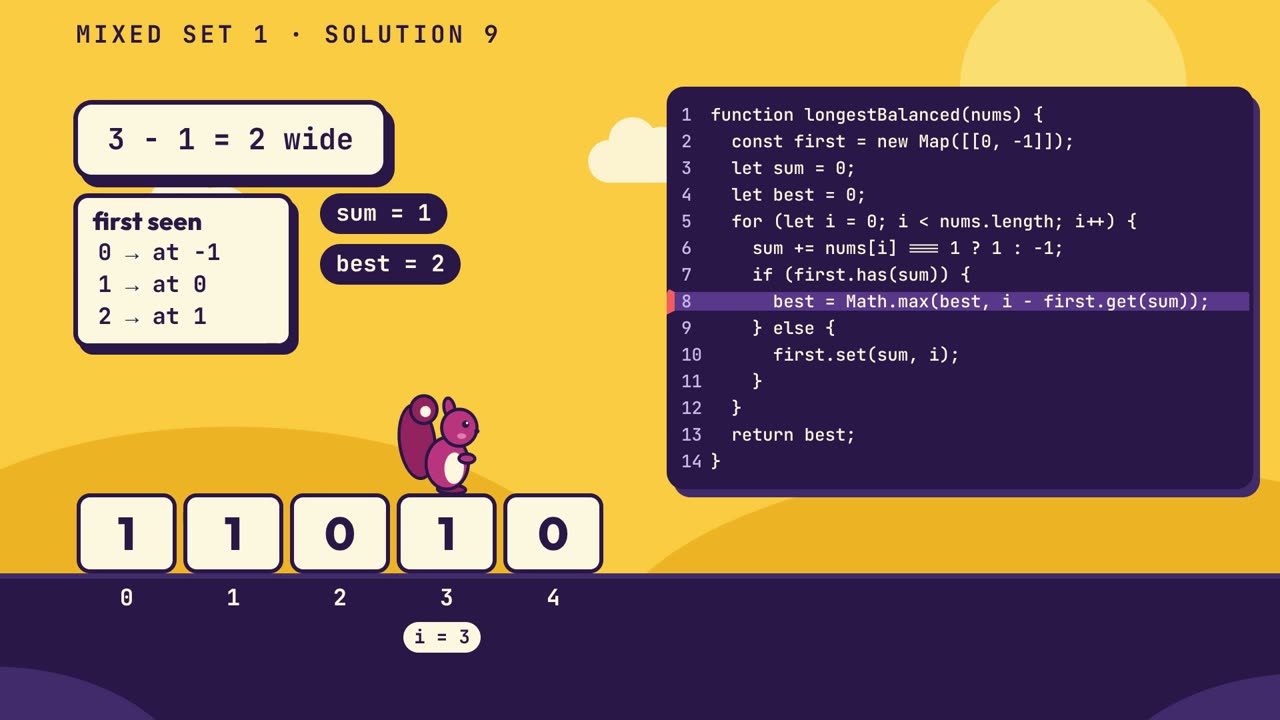 MIXED SET 1 · SOLUTION 9
3 - 1 = 2 wide
first seen
0 → at -1
1 → at 0
2 → at 1
sum = 1
best = 2
1 function longestBalanced(nums) {
2 const first = new Map([[0, -1]]);
3 let sum = 0;
4 let best = 0;
5 for (let i = 0; i < nums.length; i++) {
6 sum += nums[i] === 1 ? 1 : -1;
7 if (first.has(sum)) {
8 best = Math.max(best, i - first.get(sum));
9 } else {
10 first.set(sum, i);
11 }
12 }
13 return best;
14 }
1 1 0 1 0
0 1 2 3 4
i = 3